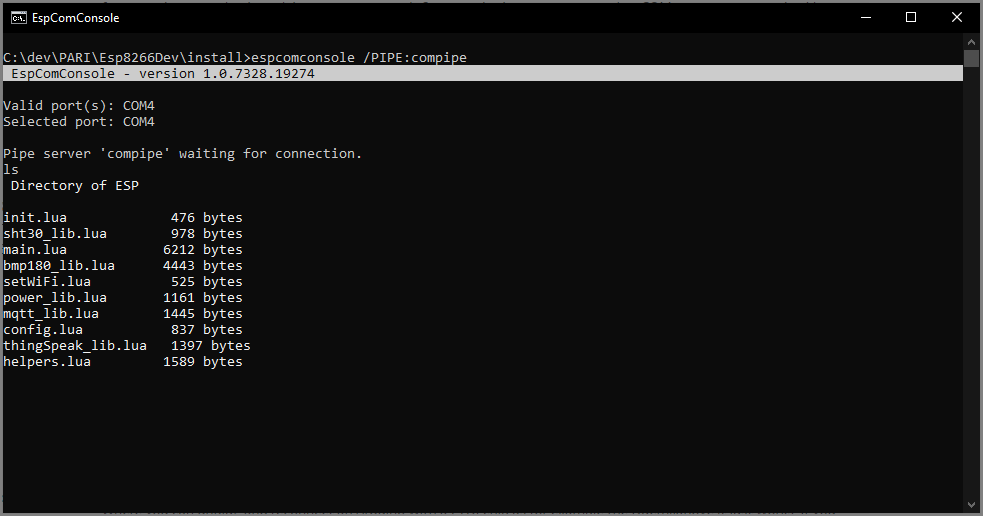 EspComConsole
C:\dev\PARI\Esp8266Dev\install>espcomconsole /PIPE:compipe
EspComConsole - version 1.0.7328.19274
Valid port(s): COM4
Selected port: COM4
Pipe server 'compipe' waiting for connection.
ls
Directory of ESP
init.lua 476 bytes
sht30_lib.lua 978 bytes
main.lua 6212 bytes
bmp180_lib.lua 4443 bytes
setWiFi.lua 525 bytes
power_lib.lua 1161 bytes
mqtt_lib.lua 1445 bytes
config.lua 837 bytes
thingSpeak_lib.lua 1397 bytes
helpers.lua 1589 bytes